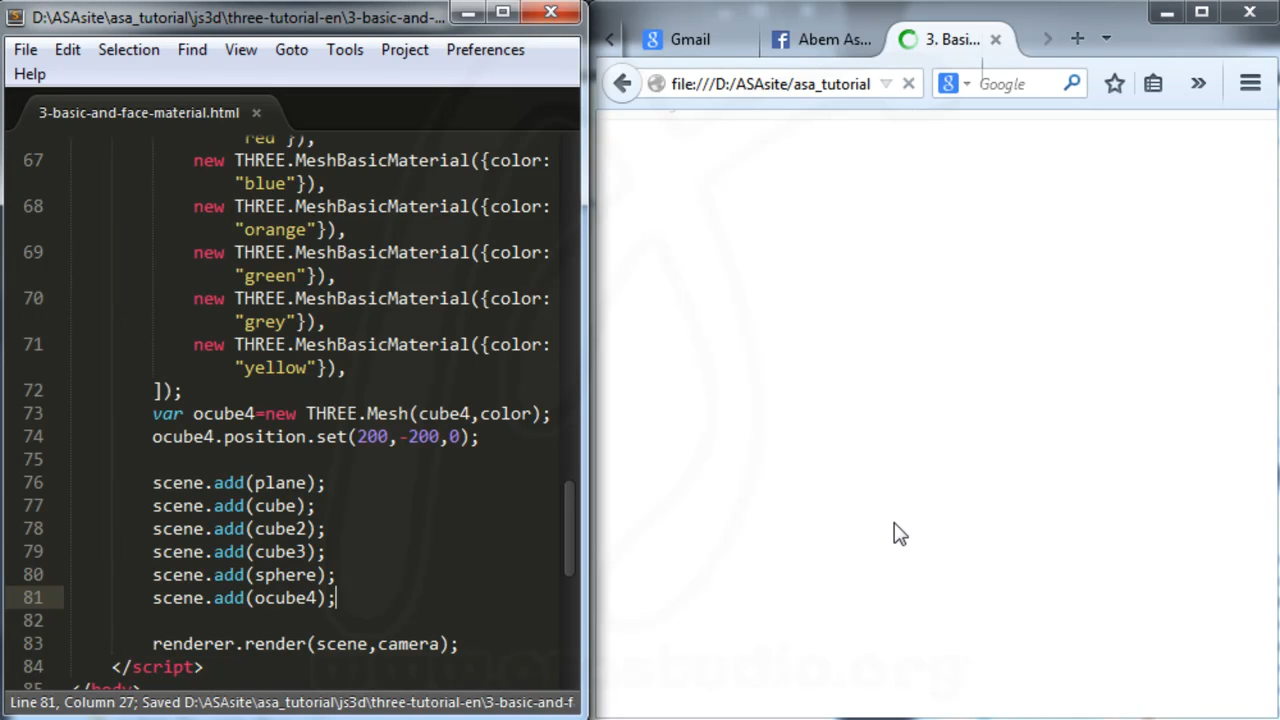 D:\ASAsite\asa_tutorial\js3d\three-tutorial-en\3-basic-and-...
File Edit Selection Find View Goto Tools Project Preferences
Help
3-basic-and-face-material.html
red"}),
67 new THREE.MeshBasicMaterial({color:
"blue"}),
68 new THREE.MeshBasicMaterial({color:
"orange"}),
69 new THREE.MeshBasicMaterial({color:
"green"}),
70 new THREE.MeshBasicMaterial({color:
"grey"}),
71 new THREE.MeshBasicMaterial({color:
"yellow"}),
72 ]);
73 var ocube4=new THREE.Mesh(cube4,color);
74 ocube4.position.set(200,-200,0);
75
76 scene.add(plane);
77 scene.add(cube);
78 scene.add(cube2);
79 scene.add(cube3);
80 scene.add(sphere);
81 scene.add(ocube4);
82
83 renderer.render(scene,camera);
84 </script>
85 </body>
Line 81, Column 27; Saved D:\ASAsite\asa_tutorial\js3d\three-tutorial-en\3-basic-and-f
Gmail Abem As... 3. Basi...
file:///D:/ASAsite/asa_tutorial Google